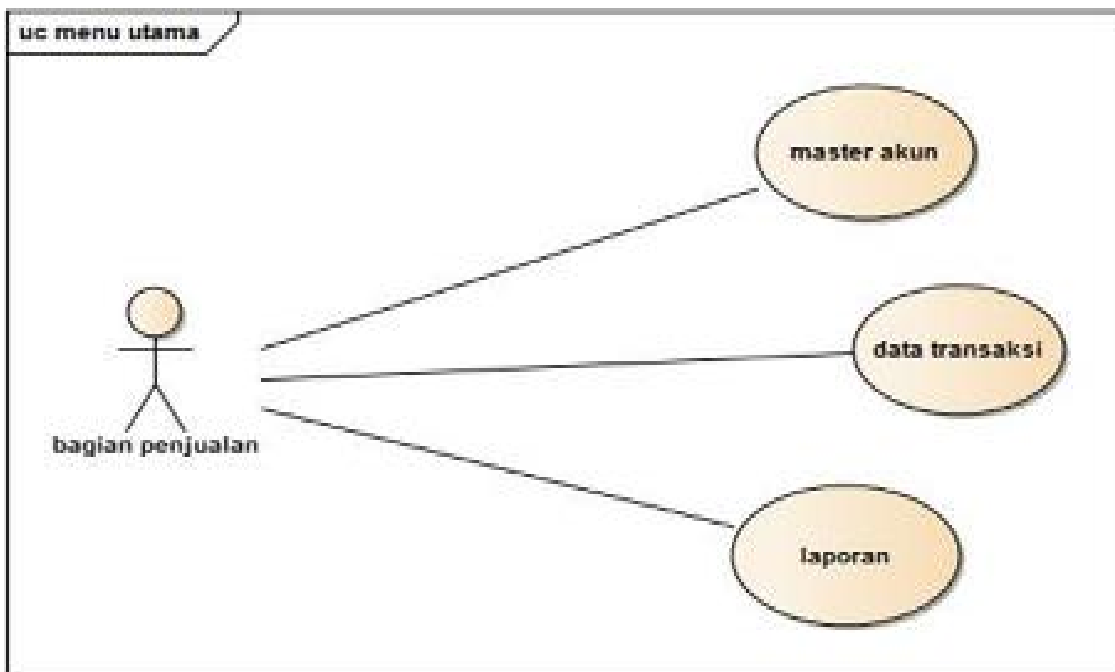 uc menu utama
master akun
data transaksi
bagian penjualan
laporan